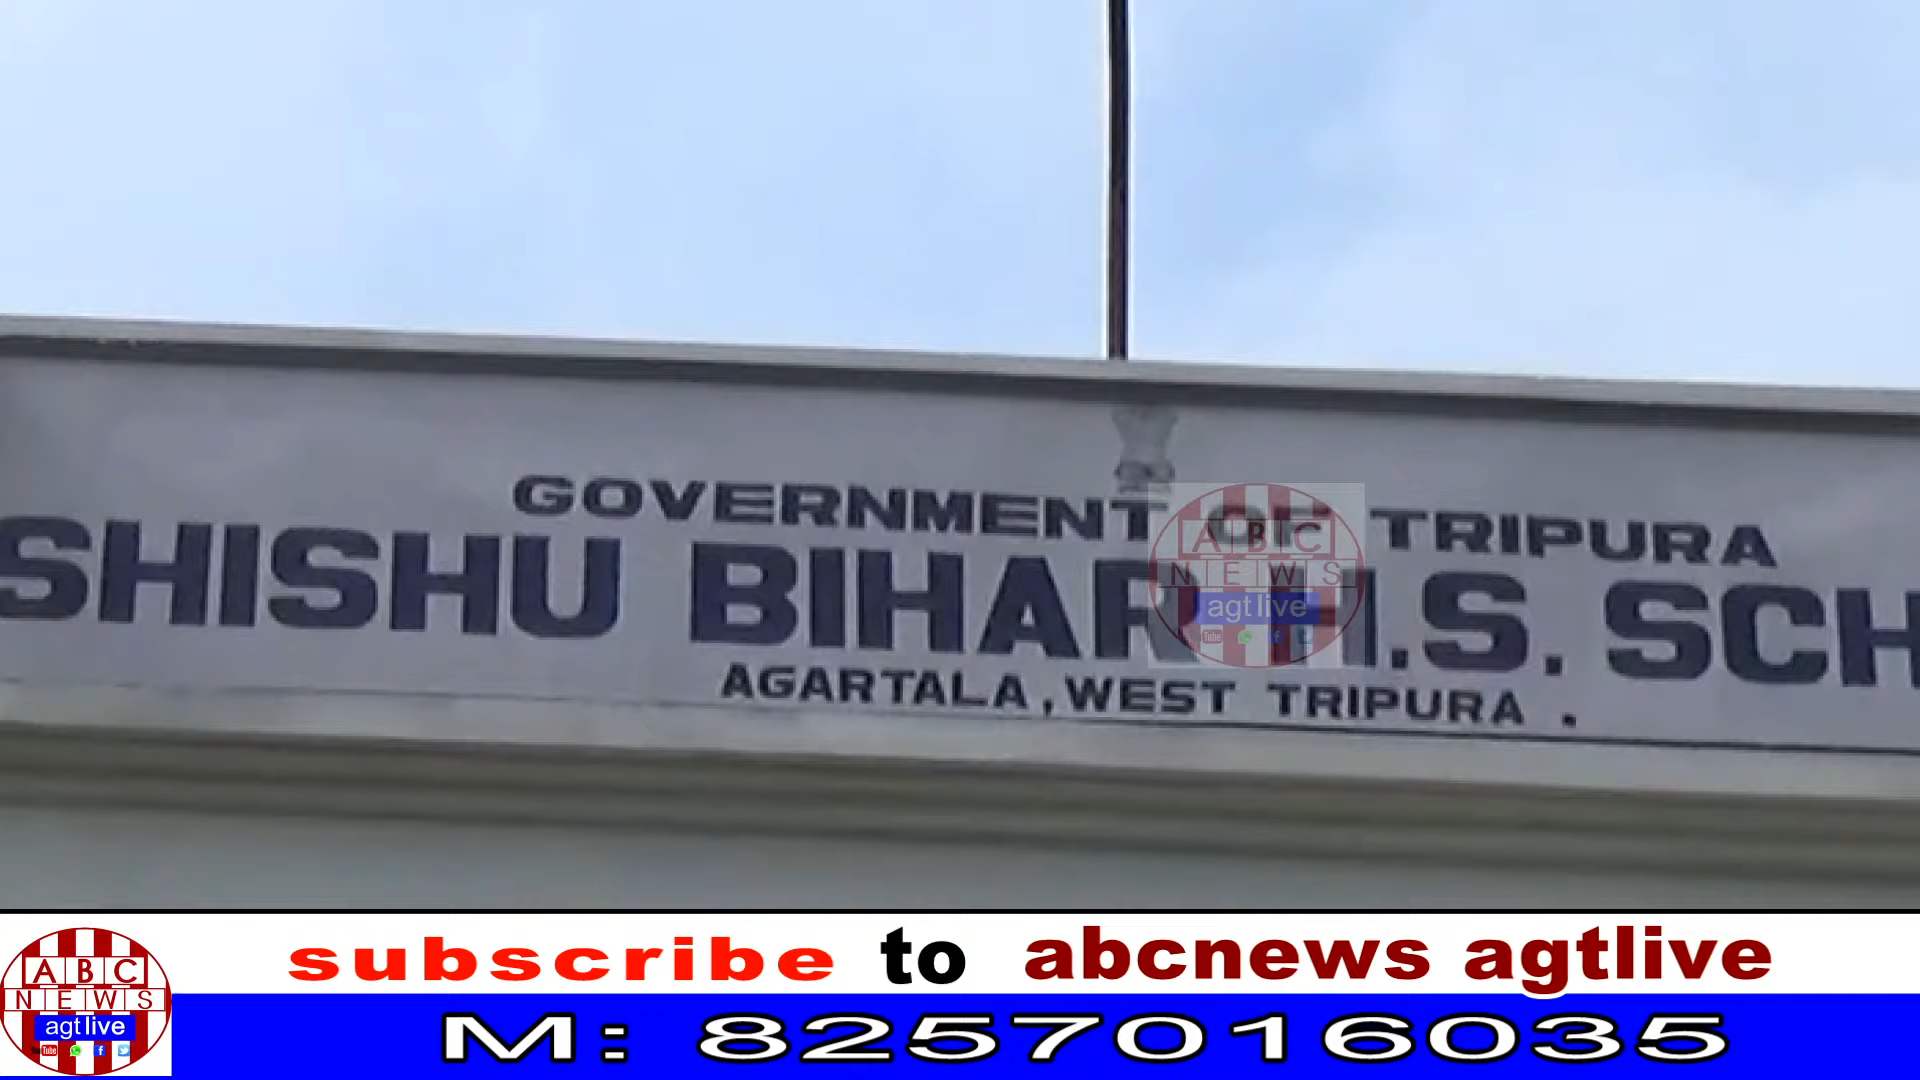 GOVERNMENT OF TRIPURA
SHISHU BIHAR H.S. SCH
AGARTALA, WEST TRIPURA .
ABC
NEWS
agtlive
subscribe to abcnews agtlive
M: 8257016035
ABC
NEWS
agtlive